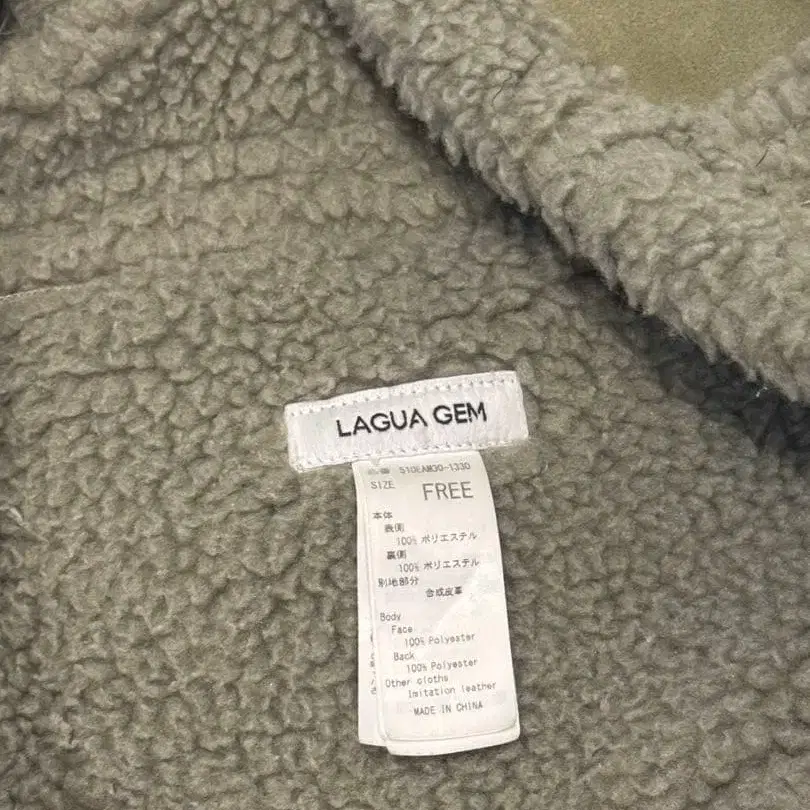 LAGUA GEM
品番 510EAM30-1330
SIZE FREE
本体
表側
100% ポリエステル
裏側
100% ポリエステル
別地部分
合成皮革
Body
Face
100% Polyester
Back
100% Polyester
Other cloths
Imitation leather
MADE IN CHINA